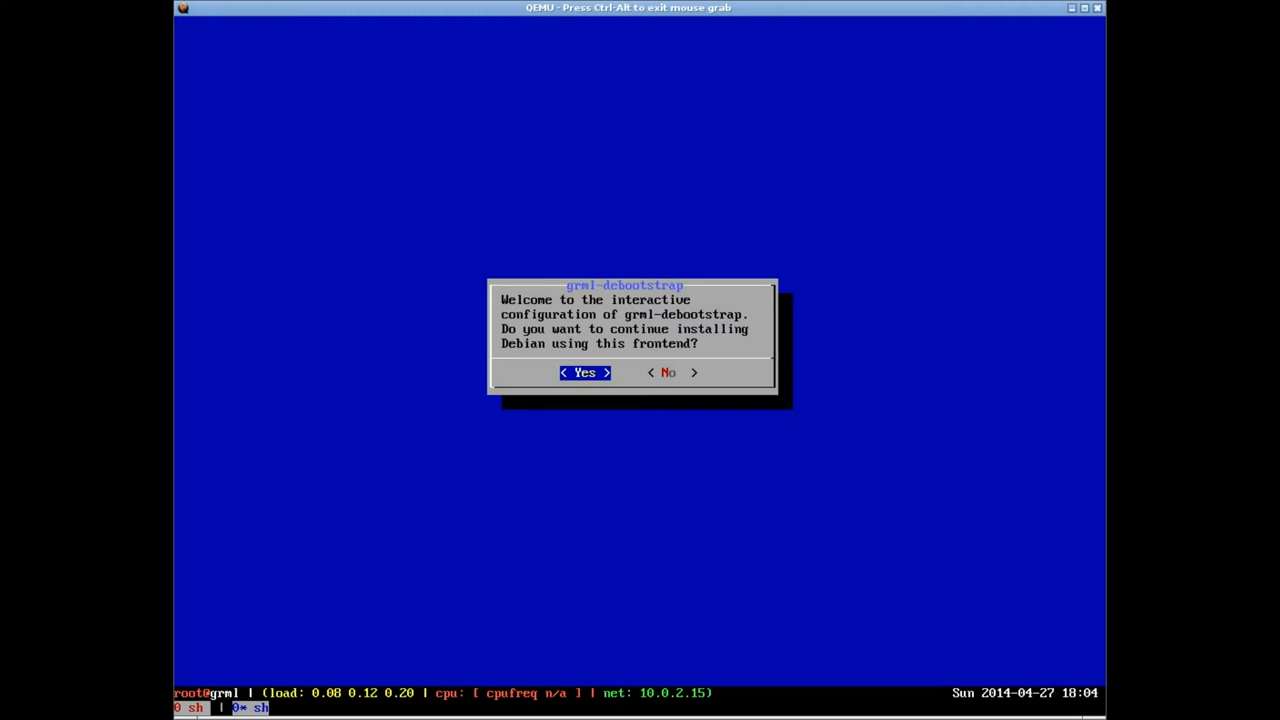 QEMU - Press Ctrl-Alt to exit mouse grab
grml-debootstrap
Welcome to the interactive
configuration of grml-debootstrap.
Do you want to continue installing
Debian using this frontend?
< Yes > < No >
root@grml | (load: 0.08 0.12 0.20 | cpu: [ cpufreq n/a ] | net: 10.0.2.15) Sun 2014-04-27 18:04
0 sh | 0* sh